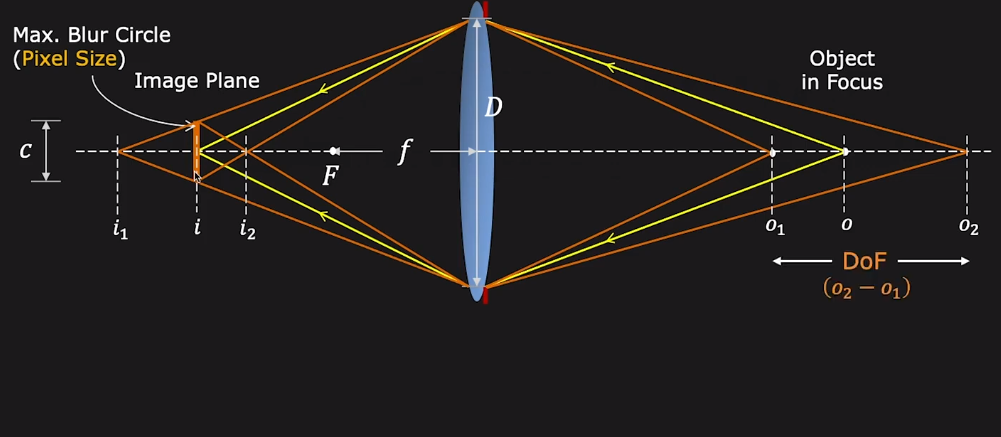 Max. Blur Circle
(Pixel Size)
Image Plane
Object
in Focus
D
c
f
F
i₁
i
i₂
o₁
o
o₂
DoF
(o₂ − o₁)